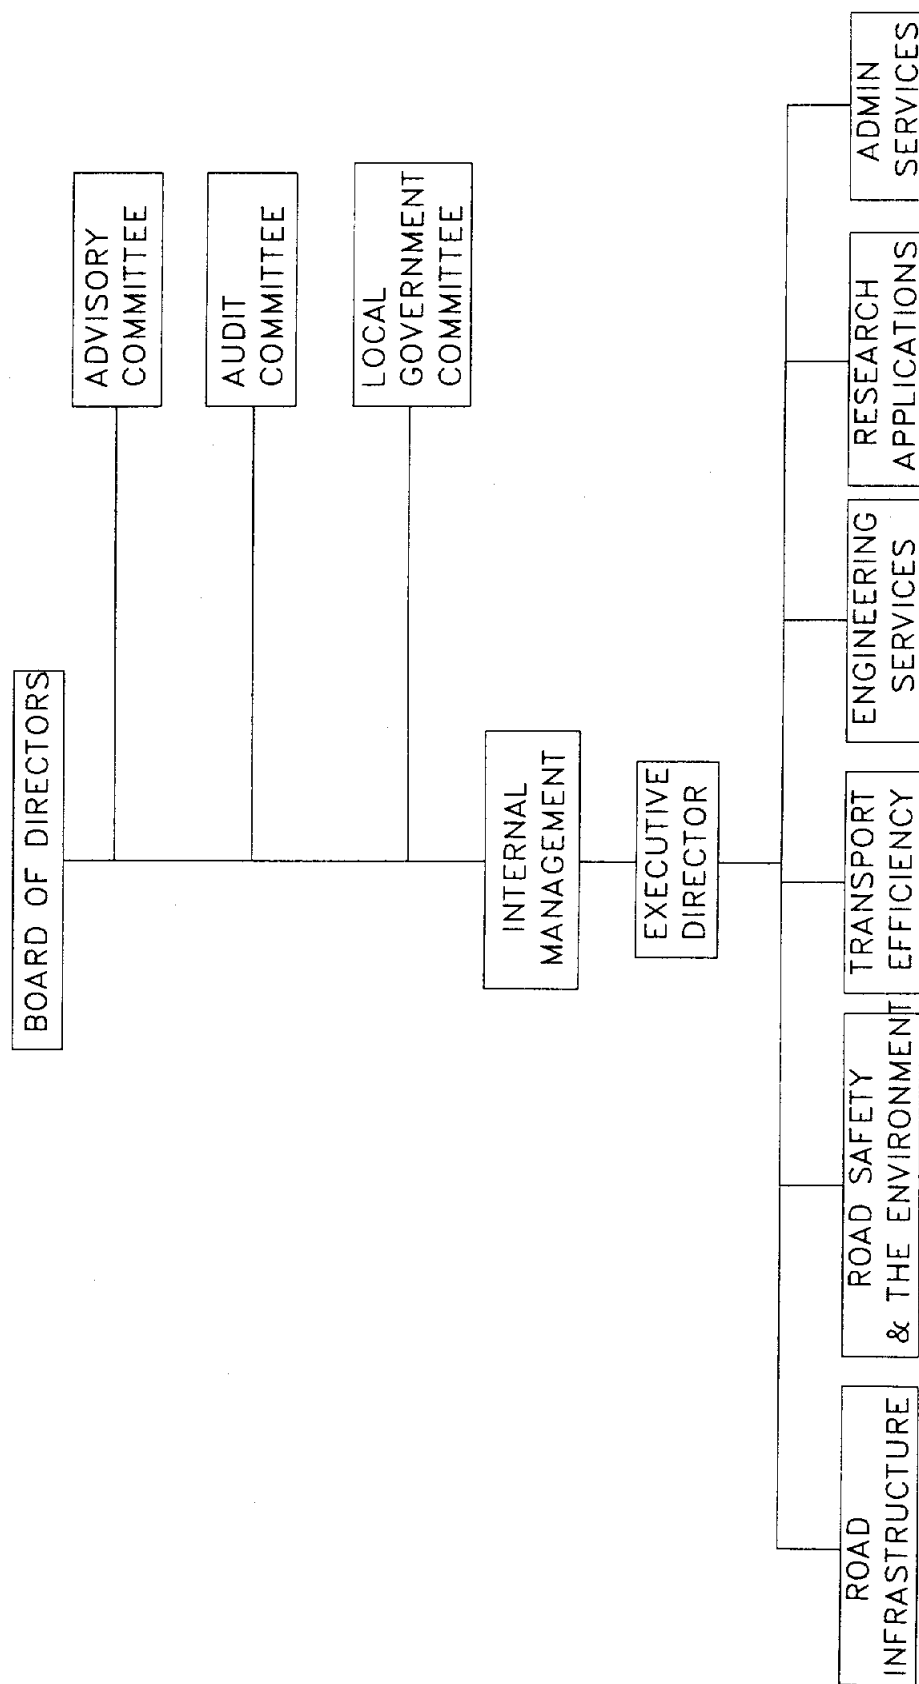 BOARD OF DIRECTORS
ADVISORY
COMMITTEE
AUDIT
COMMITTEE
LOCAL
GOVERNMENT
COMMITTEE
INTERNAL
MANAGEMENT
EXECUTIVE
DIRECTOR
ROAD
INFRASTRUCTURE
ROAD SAFETY
& THE ENVIRONMENT
TRANSPORT
EFFICIENCY
ENGINEERING
SERVICES
RESEARCH
APPLICATIONS
ADMIN
SERVICES